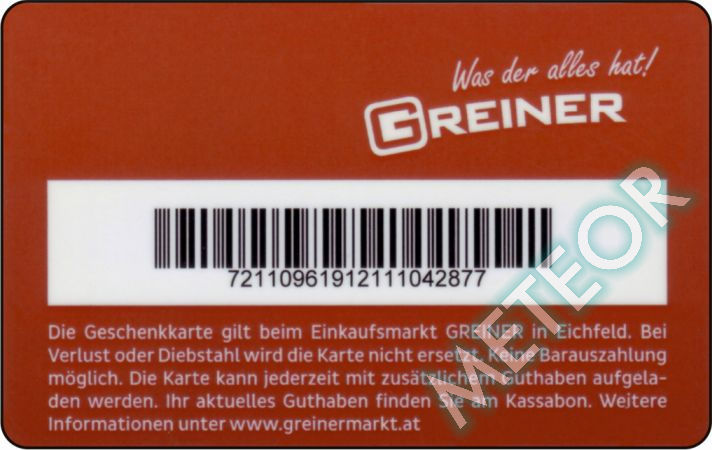 Was der alles hat!
GREINER
72110961912111042877
Die Geschenkkarte gilt beim Einkaufsmarkt GREINER in Eichfeld. Bei
Verlust oder Diebstahl wird die Karte nicht ersetzt. Keine Barauszahlung
möglich. Die Karte kann jederzeit mit zusätzlichem Guthaben aufgela-
den werden. Ihr aktuelles Guthaben finden Sie am Kassabon. Weitere
Informationen unter www.greinermarkt.at
METEOR